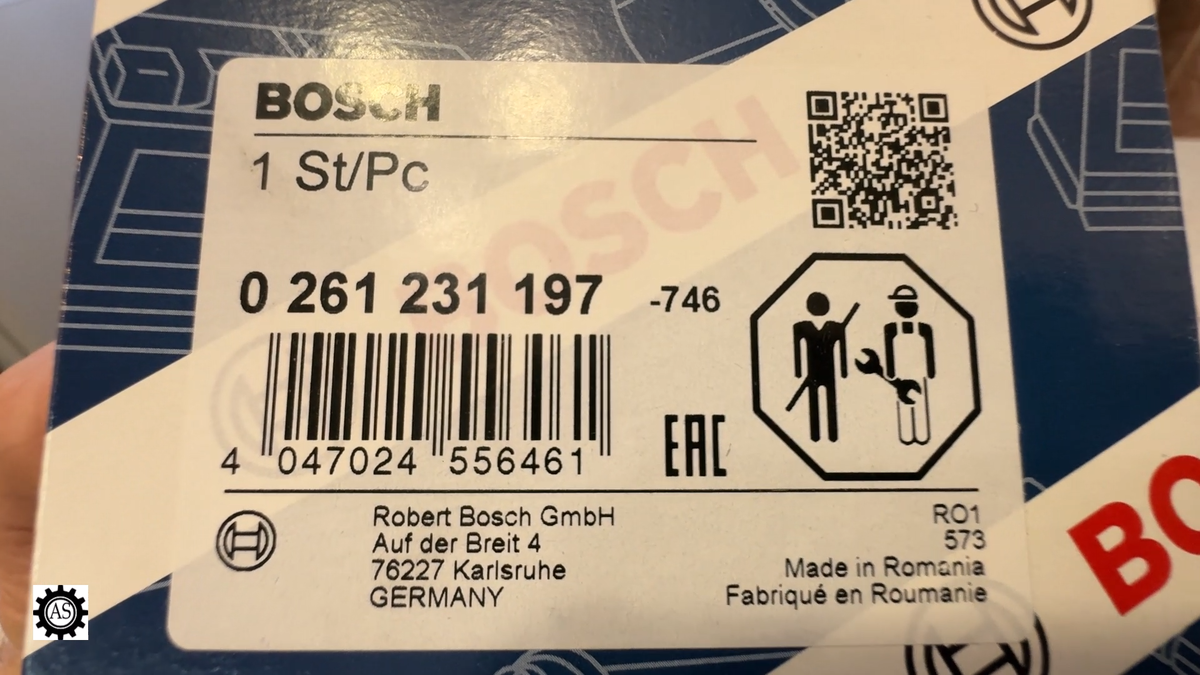 BOSCH
1 St/Pc
BOSCH
0 261 231 197 -746
4 047024 556461
EAC
Robert Bosch GmbH
Auf der Breit 4
76227 Karlsruhe
GERMANY
RO1
573
Made in Romania
Fabriqué en Roumanie
BO
AS